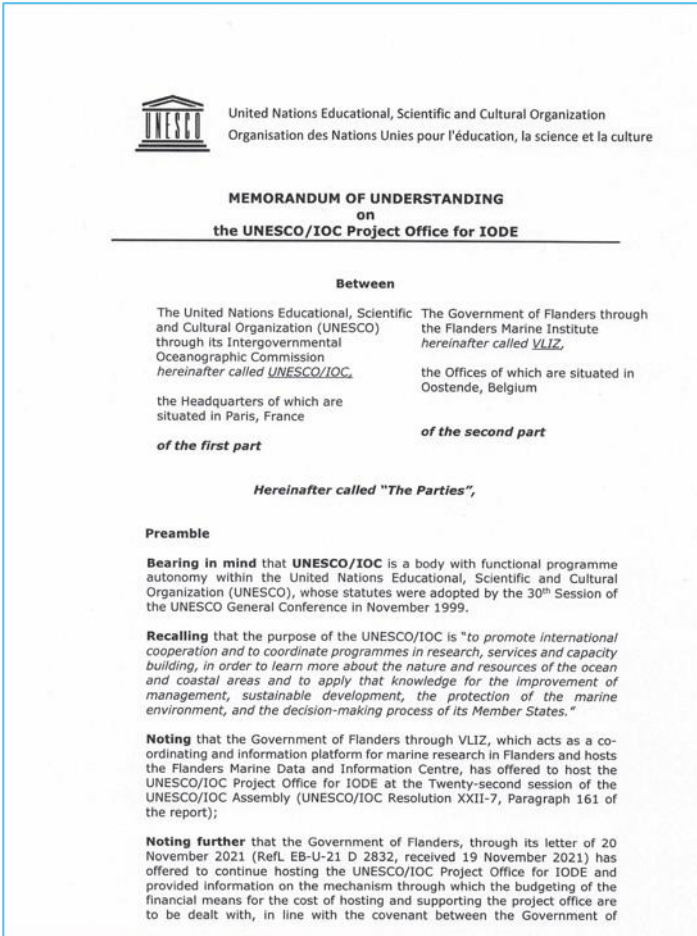 UNESCO
United Nations Educational, Scientific and Cultural Organization
Organisation des Nations Unies pour l'éducation, la science et la culture
MEMORANDUM OF UNDERSTANDING
on
the UNESCO/IOC Project Office for IODE
Between
The United Nations Educational, Scientific
and Cultural Organization (UNESCO)
through its Intergovernmental
Oceanographic Commission
hereinafter called UNESCO/IOC,
the Headquarters of which are
situated in Paris, France
of the first part
The Government of Flanders through
the Flanders Marine Institute
hereinafter called VLIZ,
the Offices of which are situated in
Oostende, Belgium
of the second part
Hereinafter called "The Parties",
Preamble
Bearing in mind that UNESCO/IOC is a body with functional programme
autonomy within the United Nations Educational, Scientific and Cultural
Organization (UNESCO), whose statutes were adopted by the 30th Session of
the UNESCO General Conference in November 1999.
Recalling that the purpose of the UNESCO/IOC is "to promote international
cooperation and to coordinate programmes in research, services and capacity
building, in order to learn more about the nature and resources of the ocean
and coastal areas and to apply that knowledge for the improvement of
management, sustainable development, the protection of the marine
environment, and the decision-making process of its Member States."
Noting that the Government of Flanders through VLIZ, which acts as a co-
ordinating and information platform for marine research in Flanders and hosts
the Flanders Marine Data and Information Centre, has offered to host the
UNESCO/IOC Project Office for IODE at the Twenty-second session of the
UNESCO/IOC Assembly (UNESCO/IOC Resolution XXII-7, Paragraph 161 of
the report);
Noting further that the Government of Flanders, through its letter of 20
November 2021 (RefL EB-U-21 D 2832, received 19 November 2021) has
offered to continue hosting the UNESCO/IOC Project Office for IODE and
provided information on the mechanism through which the budgeting of the
financial means for the cost of hosting and supporting the project office are
to be dealt with, in line with the covenant between the Government of